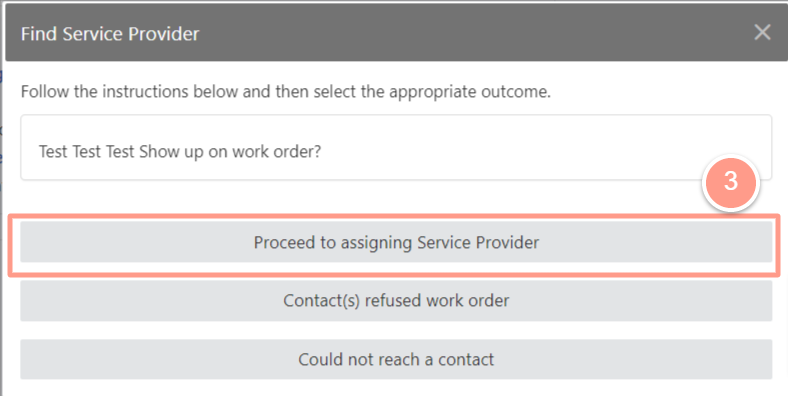 Find Service Provider
Follow the instructions below and then select the appropriate outcome.
Test Test Test Show up on work order?
3
Proceed to assigning Service Provider
Contact(s) refused work order
Could not reach a contact